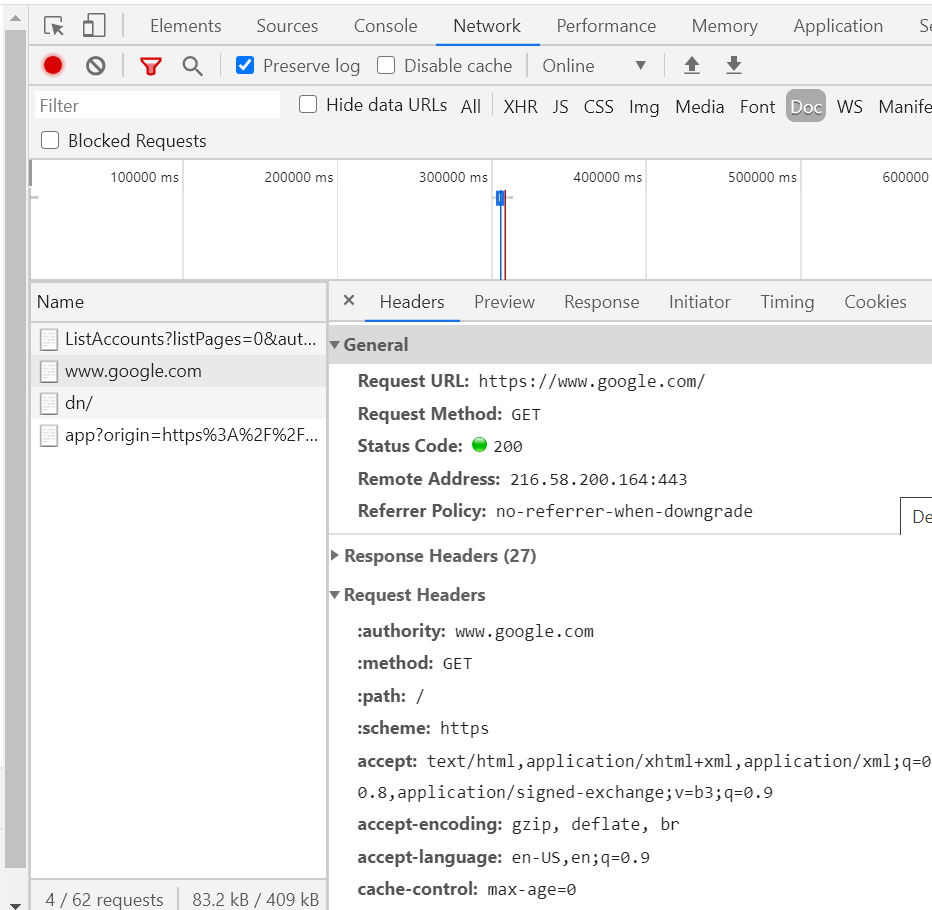 Elements Sources Console Network Performance Memory Application Se
Preserve log Disable cache Online
Filter Hide data URLs All XHR JS CSS Img Media Font Doc WS Manife
Blocked Requests
100000 ms 200000 ms 300000 ms 400000 ms 500000 ms 600000
Name
ListAccounts?listPages=0&aut...
www.google.com
dn/
app?origin=https%3A%2F%2F...
4 / 62 requests 83.2 kB / 409 kB
× Headers Preview Response Initiator Timing Cookies
General
Request URL: https://www.google.com/
Request Method: GET
Status Code: 200
Remote Address: 216.58.200.164:443
Referrer Policy: no-referrer-when-downgrade
De
Response Headers (27)
Request Headers
:authority: www.google.com
:method: GET
:path: /
:scheme: https
accept: text/html,application/xhtml+xml,application/xml;q=0
0.8,application/signed-exchange;v=b3;q=0.9
accept-encoding: gzip, deflate, br
accept-language: en-US,en;q=0.9
cache-control: max-age=0